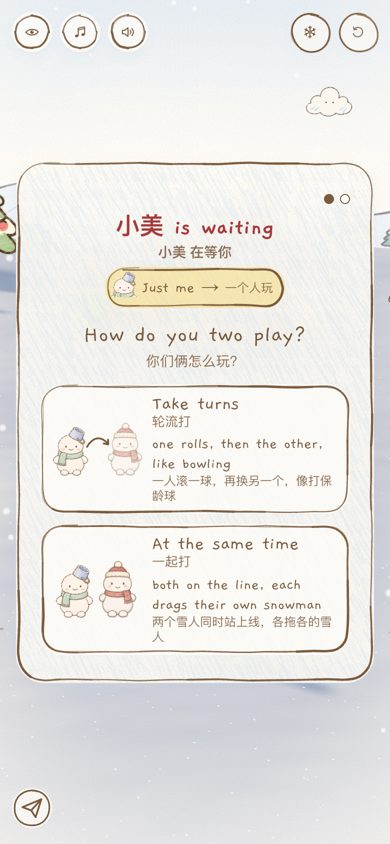 小美 is waiting
小美 在等你
Just me → 一个人玩
How do you two play?
你们俩怎么玩?
Take turns
轮流打
one rolls, then the other,
like bowling
一人滚一球，再换另一个，像打保
龄球
At the same time
一起打
both on the line, each
drags their own snowman
两个雪人同时站上线，各拖各的雪
人